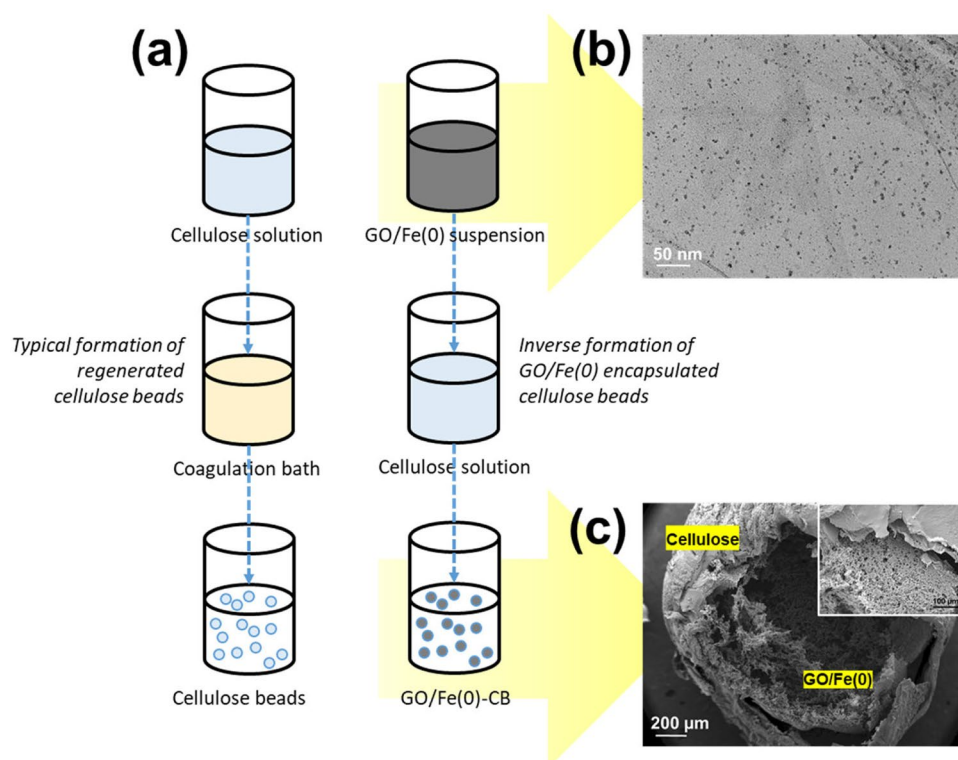 (a)
Cellulose solution
GO/Fe(0) suspension
Typical formation of
regenerated
cellulose beads
Inverse formation of
GO/Fe(0) encapsulated
cellulose beads
Coagulation bath
Cellulose solution
Cellulose beads
GO/Fe(0)-CB
(b)
50 nm
(c)
Cellulose
100 µm
GO/Fe(0)
200 µm